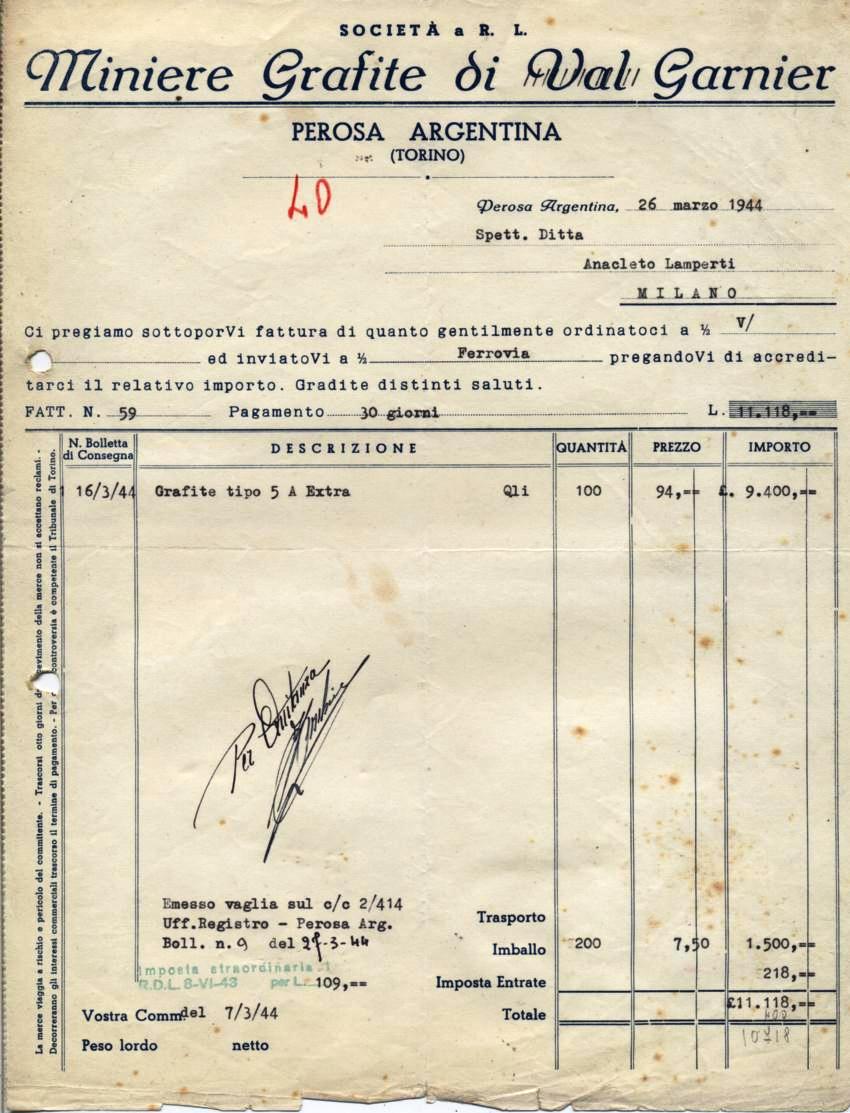 SOCIETÀ a R. L.
Miniere Grafite di Val Garnier
PEROSA ARGENTINA
(TORINO)
LD
Perosa Argentina, 26 marzo 1944
Spett. Ditta
Anacleto Lamperti
MILANO
Ci pregiamo sottoporVi fattura di quanto gentilmente ordinatoci a ½ V/
ed inviatoVi a ½ Ferrovia pregandoVi di accredi-
tarci il relativo importo. Gradite distinti saluti.
FATT. N. 59 Pagamento 30 giorni L. 11.118,==
N. Bolletta di Consegna DESCRIZIONE QUANTITÀ PREZZO IMPORTO
16/3/44 Grafite tipo 5 A Extra Qli 100 94,== £. 9.400,==
Per Quitanza
Emesso vaglia sul c/c 2/414
Uff.Registro - Perosa Arg.
Boll. n. 9 del 27-3-44
Imposta straordinaria
R.D.L. 8-VI-43 per L. 109,==
Trasporto
Imballo 200 7,50 1.500,==
Imposta Entrate 218,==
Totale £11.118,==
400
10718
Vostra Comm. del 7/3/44
Peso lordo netto
La merce viaggia a rischio e pericolo del committente. - Trascorsi otto giorni dal ricevimento della merce non si accettano reclami. -
Decorreranno gli interessi commerciali trascorso il termine di pagamento. - Per controversia è competente il Tribunale di Torino.